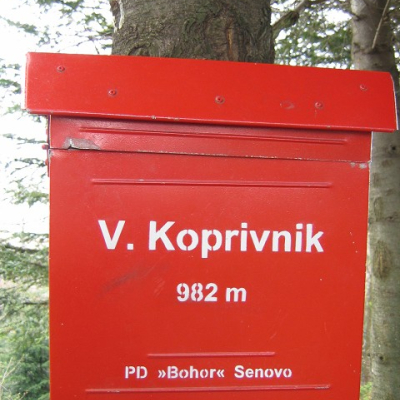 V. Koprivnik
982 m
PD »Bohor« Senovo